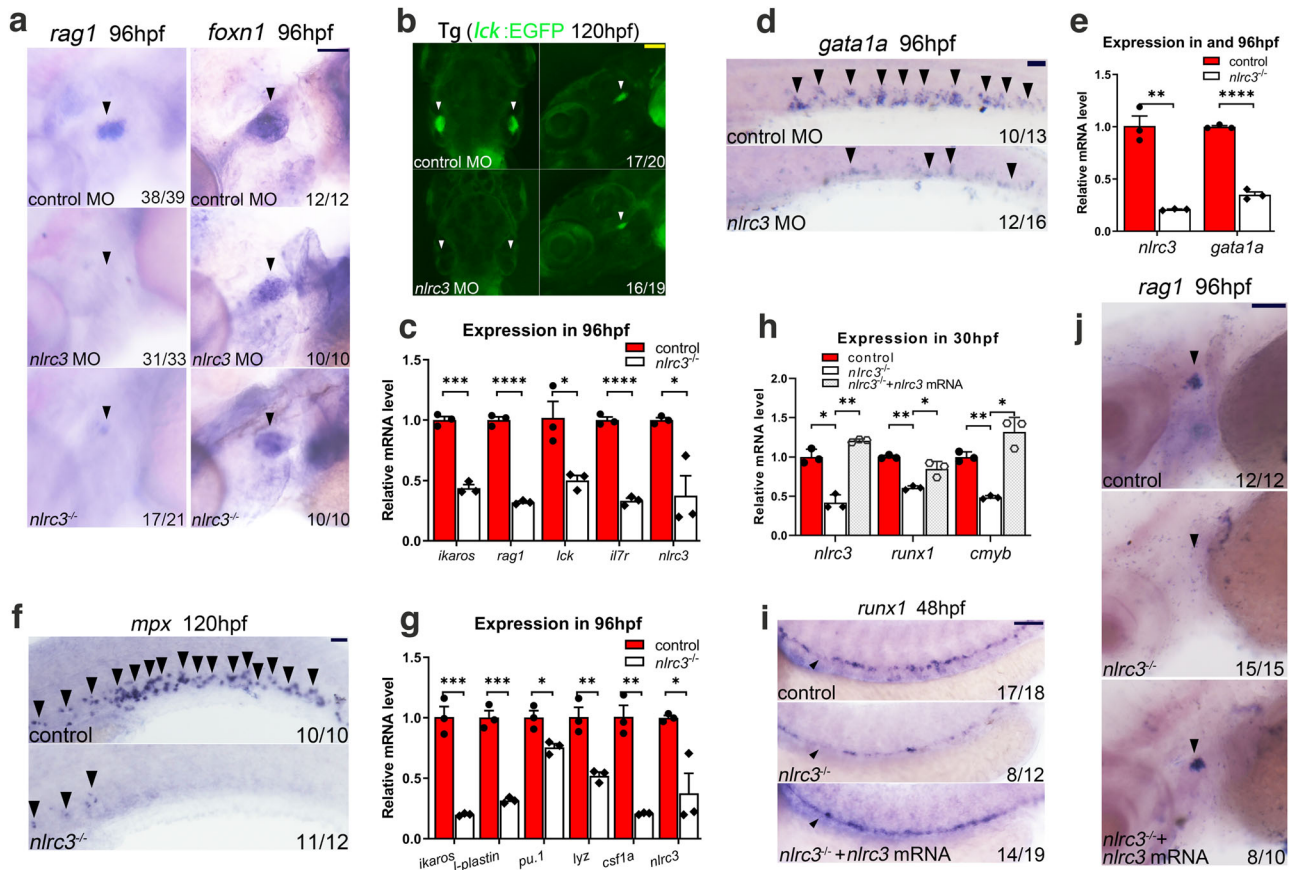 a
rag1 96hpf
foxn1 96hpf
control MO
38/39
control MO
12/12
nlrc3 MO
31/33
nlrc3 MO
10/10
nlrc3-/-
17/21
nlrc3-/-
10/10
b
Tg (lck:EGFP 120hpf)
control MO
17/20
nlrc3 MO
16/19
c
Expression in 96hpf
control
nlrc3-/-
Relative mRNA level
1.5
1.0
0.5
0.0
***
****
*
****
*
ikaros
rag1
lck
il7r
nlrc3
d
gata1a 96hpf
control MO
10/13
nlrc3 MO
12/16
e
Expression in and 96hpf
control
nlrc3-/-
Relative mRNA level
1.5
1.0
0.5
0.0
**
****
nlrc3
gata1a
f
mpx 120hpf
control
10/10
nlrc3-/-
11/12
g
Expression in 96hpf
control
nlrc3-/-
Relative mRNA level
1.5
1.0
0.5
0.0
***
***
*
**
**
*
ikaros
l-plastin
pu.1
lyz
csf1a
nlrc3
h
Expression in 30hpf
control
nlrc3-/-
nlrc3-/-+nlrc3 mRNA
Relative mRNA level
2.0
1.5
1.0
0.5
0.0
*
**
**
*
**
*
nlrc3
runx1
cmyb
i
runx1 48hpf
control
17/18
nlrc3-/-
8/12
nlrc3-/-+nlrc3 mRNA
14/19
j
rag1 96hpf
control
12/12
nlrc3-/-
15/15
nlrc3-/-+
nlrc3 mRNA
8/10